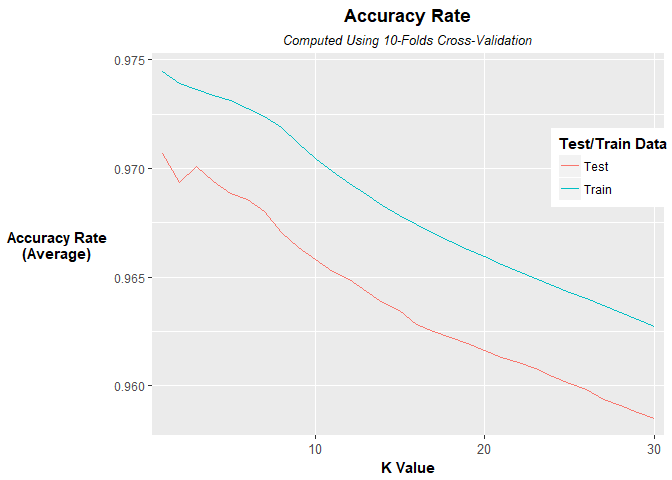 Accuracy Rate
Computed Using 10-Folds Cross-Validation
0.975
0.970
0.965
0.960
Accuracy Rate
(Average)
Test/Train Data
Test
Train
10
20
30
K Value